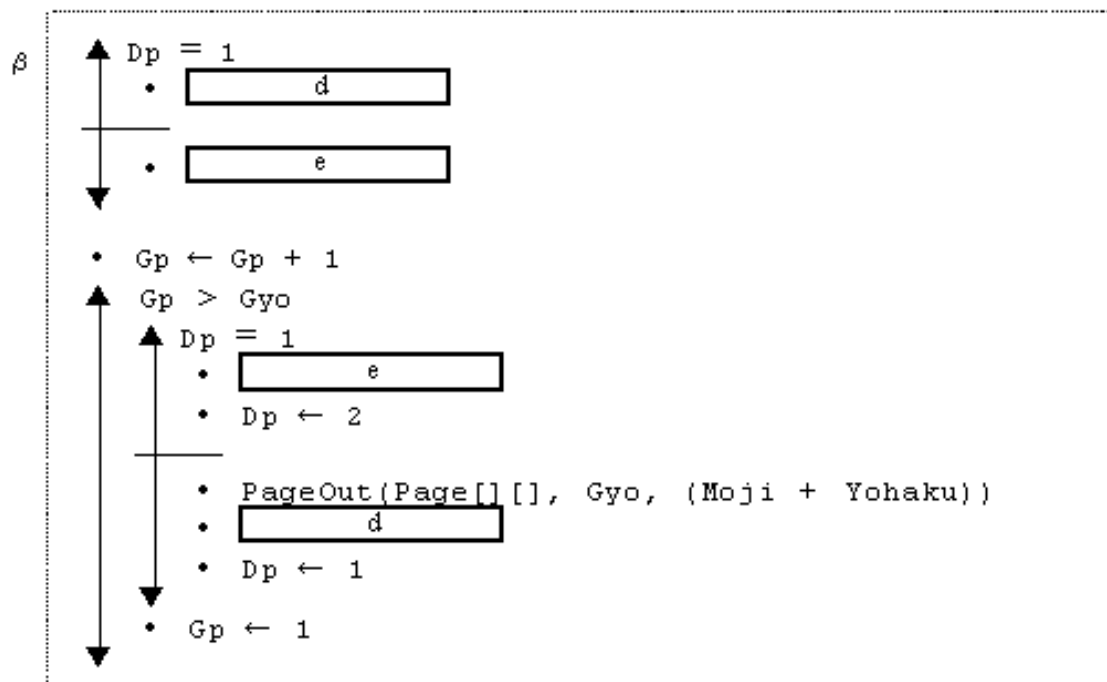 β
Dp = 1
• d
• e
• Gp ← Gp + 1
Gp > Gyo
Dp = 1
• e
• Dp ← 2
• PageOut(Page[][], Gyo, (Moji + Yohaku))
• d
• Dp ← 1
• Gp ← 1